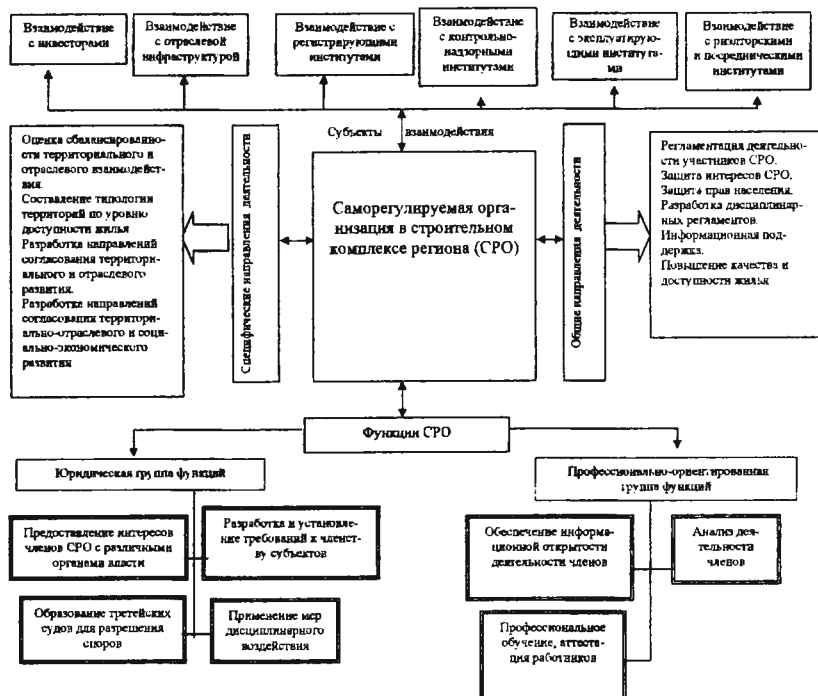 Взаимодействие
с инвесторами
Взаимодействие
с отраслевой
инфраструктурой
Взаимодействие с
регистрирующими
институтами
Взаимодействие
с контрольно-
надзорными
институтами
Взаимодействие
с эксплуатирую-
щими института-
ми
Взаимодействие
с риэлторскими
и посредническими
институтами
Субъекты взаимодействия
Оценка сбалансированно-
сти территориального и
отраслевого взаимодейст-
вия.
Составление типологии
территорий по уровню
доступности жилья
Разработка направлений
согласования территори-
ального и отраслевого
развития.
Разработка направлений
согласования территори-
ально-отраслевого и соци-
ально-экономического
развития
Специфические направления деятельности
Саморегулируемая орга-
низация в строительном
комплексе региона (СРО)
Общие направления деятельности
Регламентация деятельно-
сти участников СРО.
Защита интересов СРО.
Защита прав населения.
Разработка дисциплинар-
ных регламентов.
Информационная под-
держка.
Повышение качества и
доступности жилья
Функции СРО
Юридическая группа функций
Профессионально-ориентированная
группа функций
Предоставление интересов
членов СРО с различными
органами власти
Разработка и установле-
ние требований к членст-
ву субъектов
Образование третейских
судов для разрешения
споров
Применение мер
дисциплинарного
воздействия
Обеспечение информа-
ционной открытости
деятельности членов
Анализ дея-
тельности
членов
Профессиональное
обучение, аттеста-
ция работников